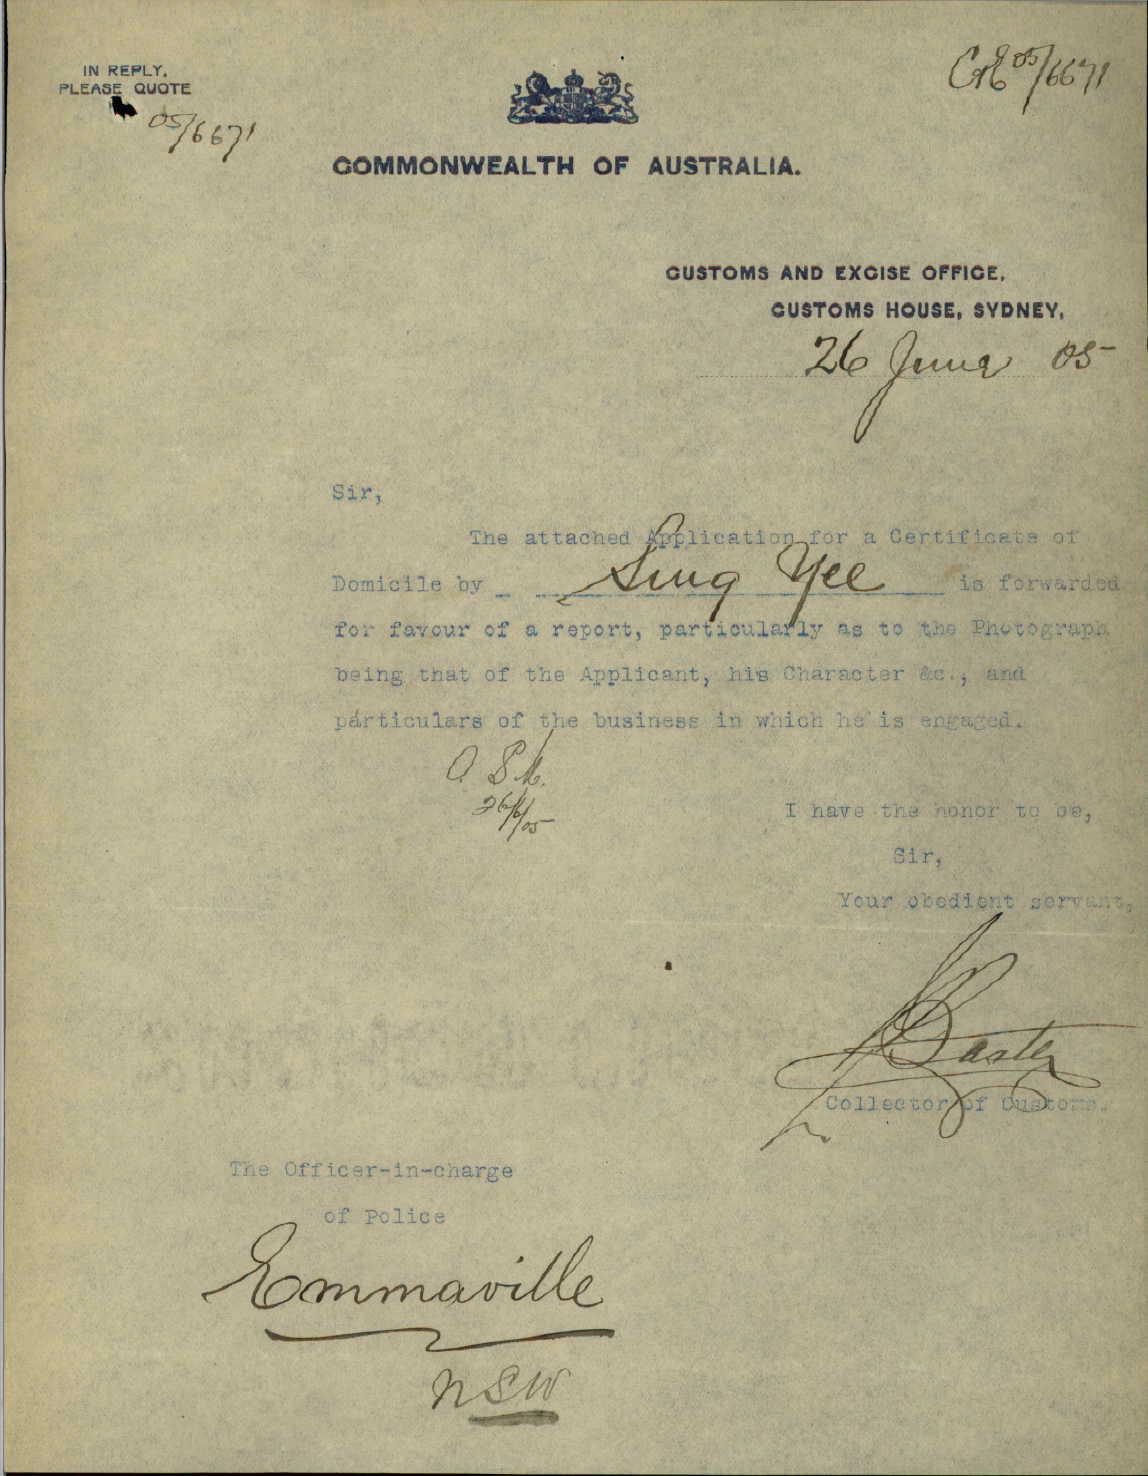 IN REPLY,
PLEASE QUOTE
05/6671
05/6671
COMMONWEALTH OF AUSTRALIA.
CUSTOMS AND EXCISE OFFICE,
CUSTOMS HOUSE, SYDNEY,
26 June 05
Sir,
The attached Application for a Certificate of
Domicile by Sing Yee is forwarded
for favour of a report, particularly as to the Photograph
being that of the Applicant, his Character &c., and
particulars of the business in which he is engaged.
26/6/05
I have the honor to be,
Sir,
Your obedient servant,
Baxter
Collector of Customs.
The Officer-in-charge
of Police
Emmaville
NSW